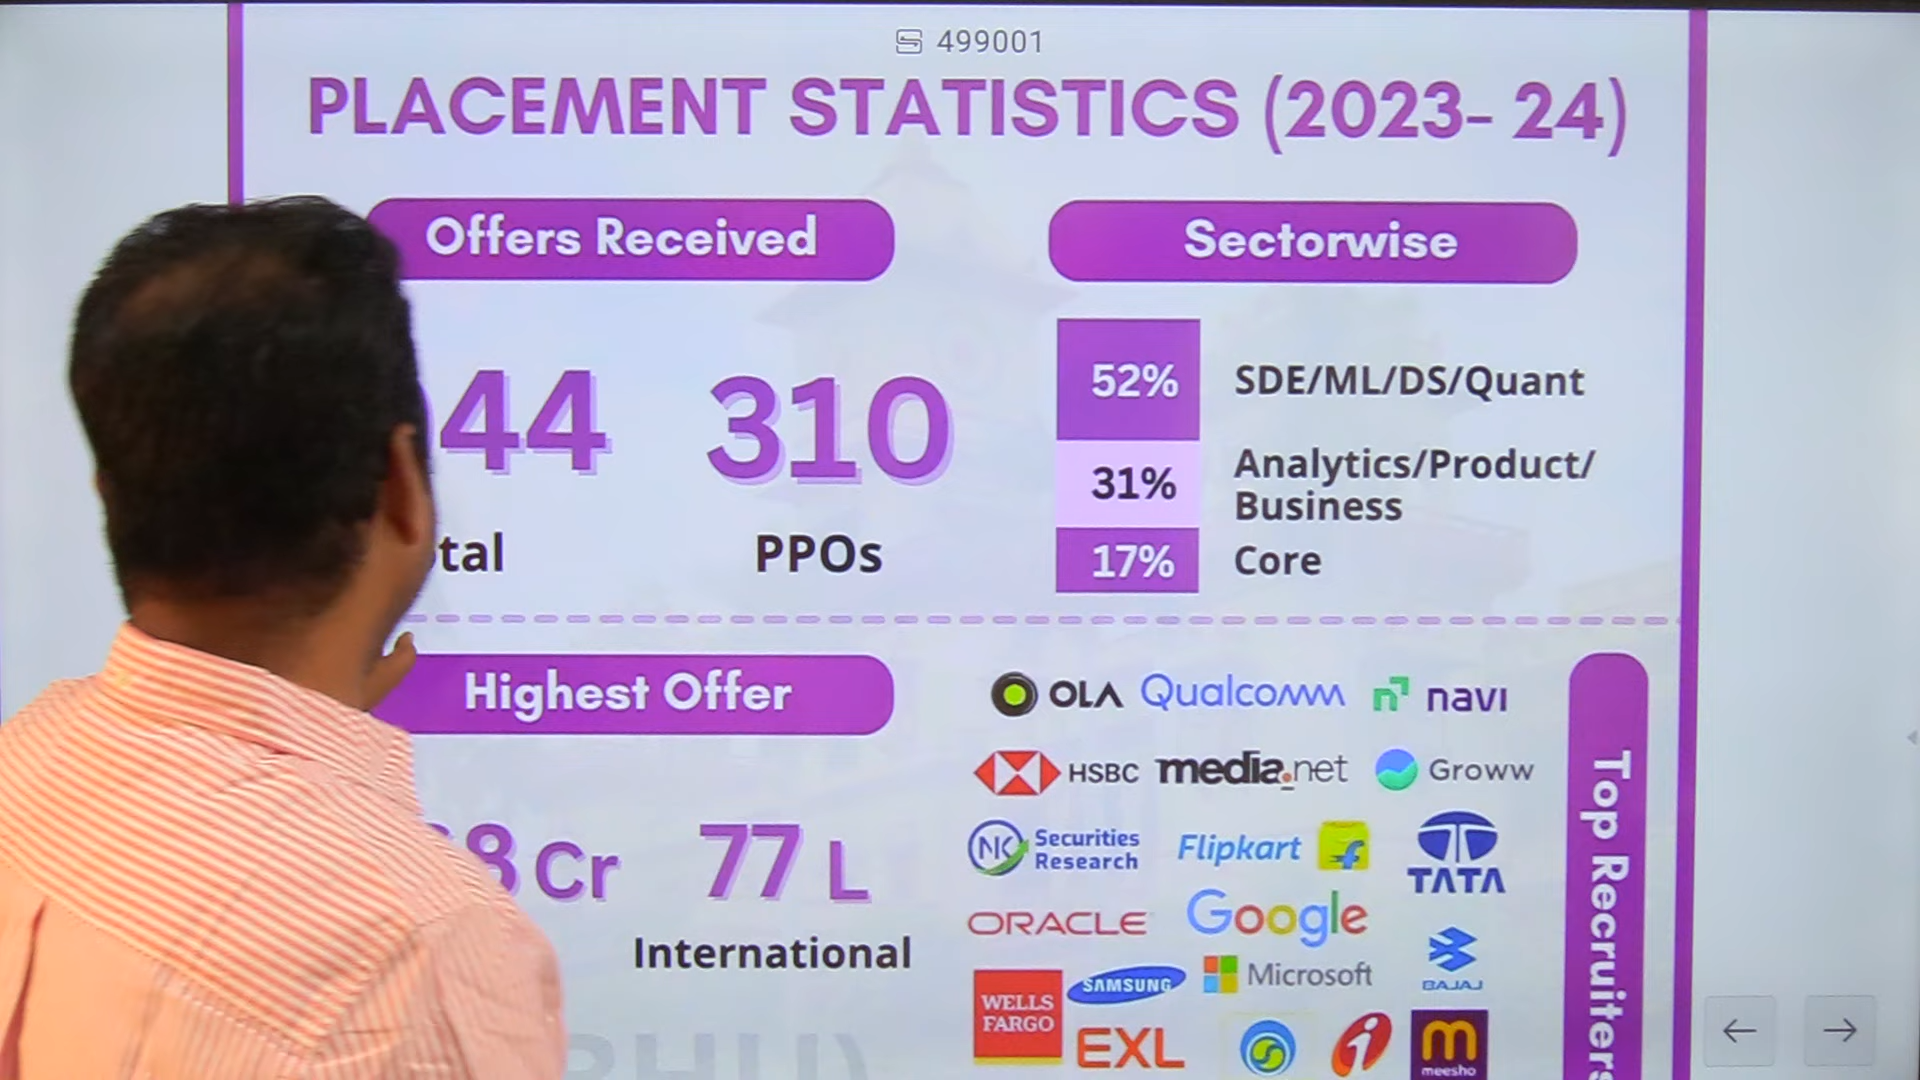 499001
PLACEMENT STATISTICS (2023- 24)
Offers Received
Sectorwise
44
310
PPOs
52%
SDE/ML/DS/Quant
31%
Analytics/Product/
Business
17%
Core
Highest Offer
8 Cr
77 L
International
OLA
Qualcomm
navi
HSBC
media.net
Groww
NK Securities
Research
Flipkart
TATA
ORACLE
Google
WELLS
FARGO
SAMSUNG
Microsoft
BAJAJ
EXL
meesho
Top Recruiters